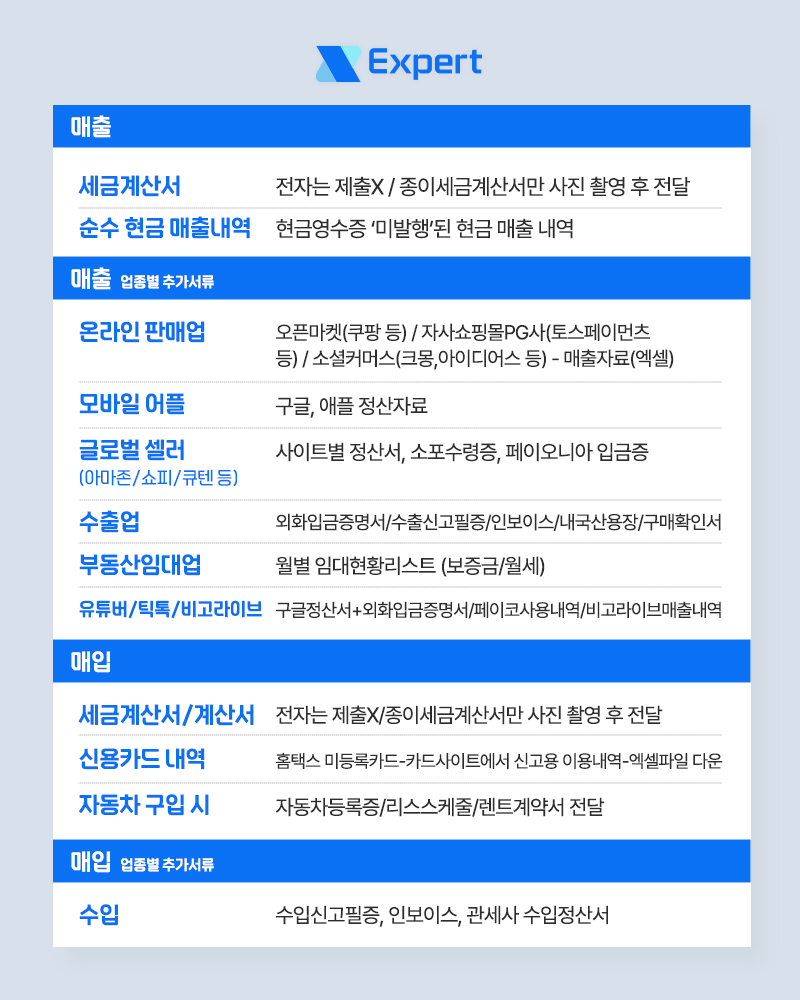 Expert
매출
세금계산서 전자는 제출X / 종이세금계산서만 사진 촬영 후 전달
순수 현금 매출내역 현금영수증 ‘미발행’된 현금 매출 내역
매출 업종별 추가서류
온라인 판매업 오픈마켓(쿠팡 등) / 자사쇼핑몰PG사(토스페이먼츠
등) / 소셜커머스(크몽,아이디어스 등) - 매출자료(엑셀)
모바일 어플 구글, 애플 정산자료
글로벌 셀러 사이트별 정산서, 소포수령증, 페이오니아 입금증
(아마존/쇼피/큐텐 등)
수출업 외화입금증명서/수출신고필증/인보이스/내국산용장/구매확인서
부동산임대업 월별 임대현황리스트 (보증금/월세)
유튜버/틱톡/비고라이브 구글정산서+외화입금증명서/페이코사용내역/비고라이브매출내역
매입
세금계산서/계산서 전자는 제출X/종이세금계산서만 사진 촬영 후 전달
신용카드 내역 홈택스 미등록카드-카드사이트에서 신고용 이용내역-엑셀파일 다운
자동차 구입 시 자동차등록증/리스스케줄/렌트계약서 전달
매입 업종별 추가서류
수입 수입신고필증, 인보이스, 관세사 수입정산서